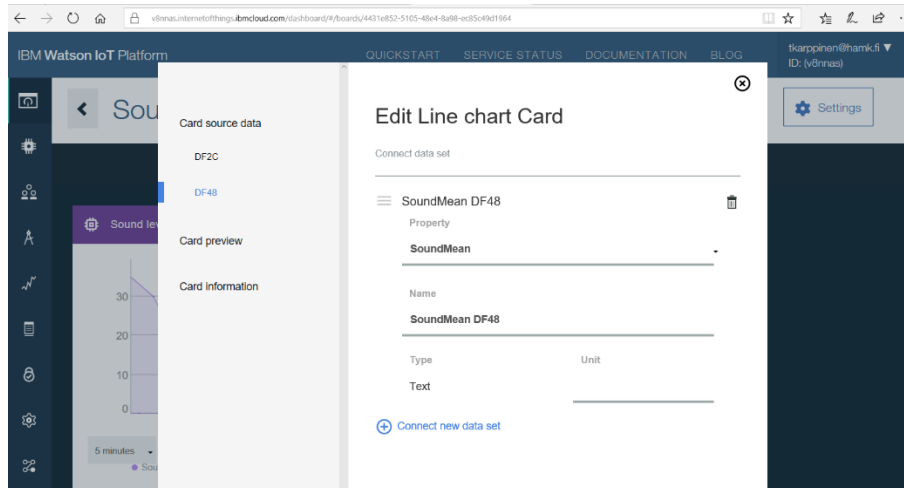 v8nnas.internetofthings.ibmcloud.com/dashboard/#/boards/4431e852-5105-48e4-8a98-ec85c49d1964
IBM Watson IoT Platform
QUICKSTART SERVICE STATUS DOCUMENTATION BLOG
tkarppinen@hamk.fi
ID: (v8nnas)
Sou
Settings
Card source data
DF2C
DF48
Card preview
Card information
Edit Line chart Card
Connect data set
SoundMean DF48
Property
SoundMean
Name
SoundMean DF48
Type Unit
Text
Connect new data set
Sound lev
30
20
10
0
5 minutes
Sou